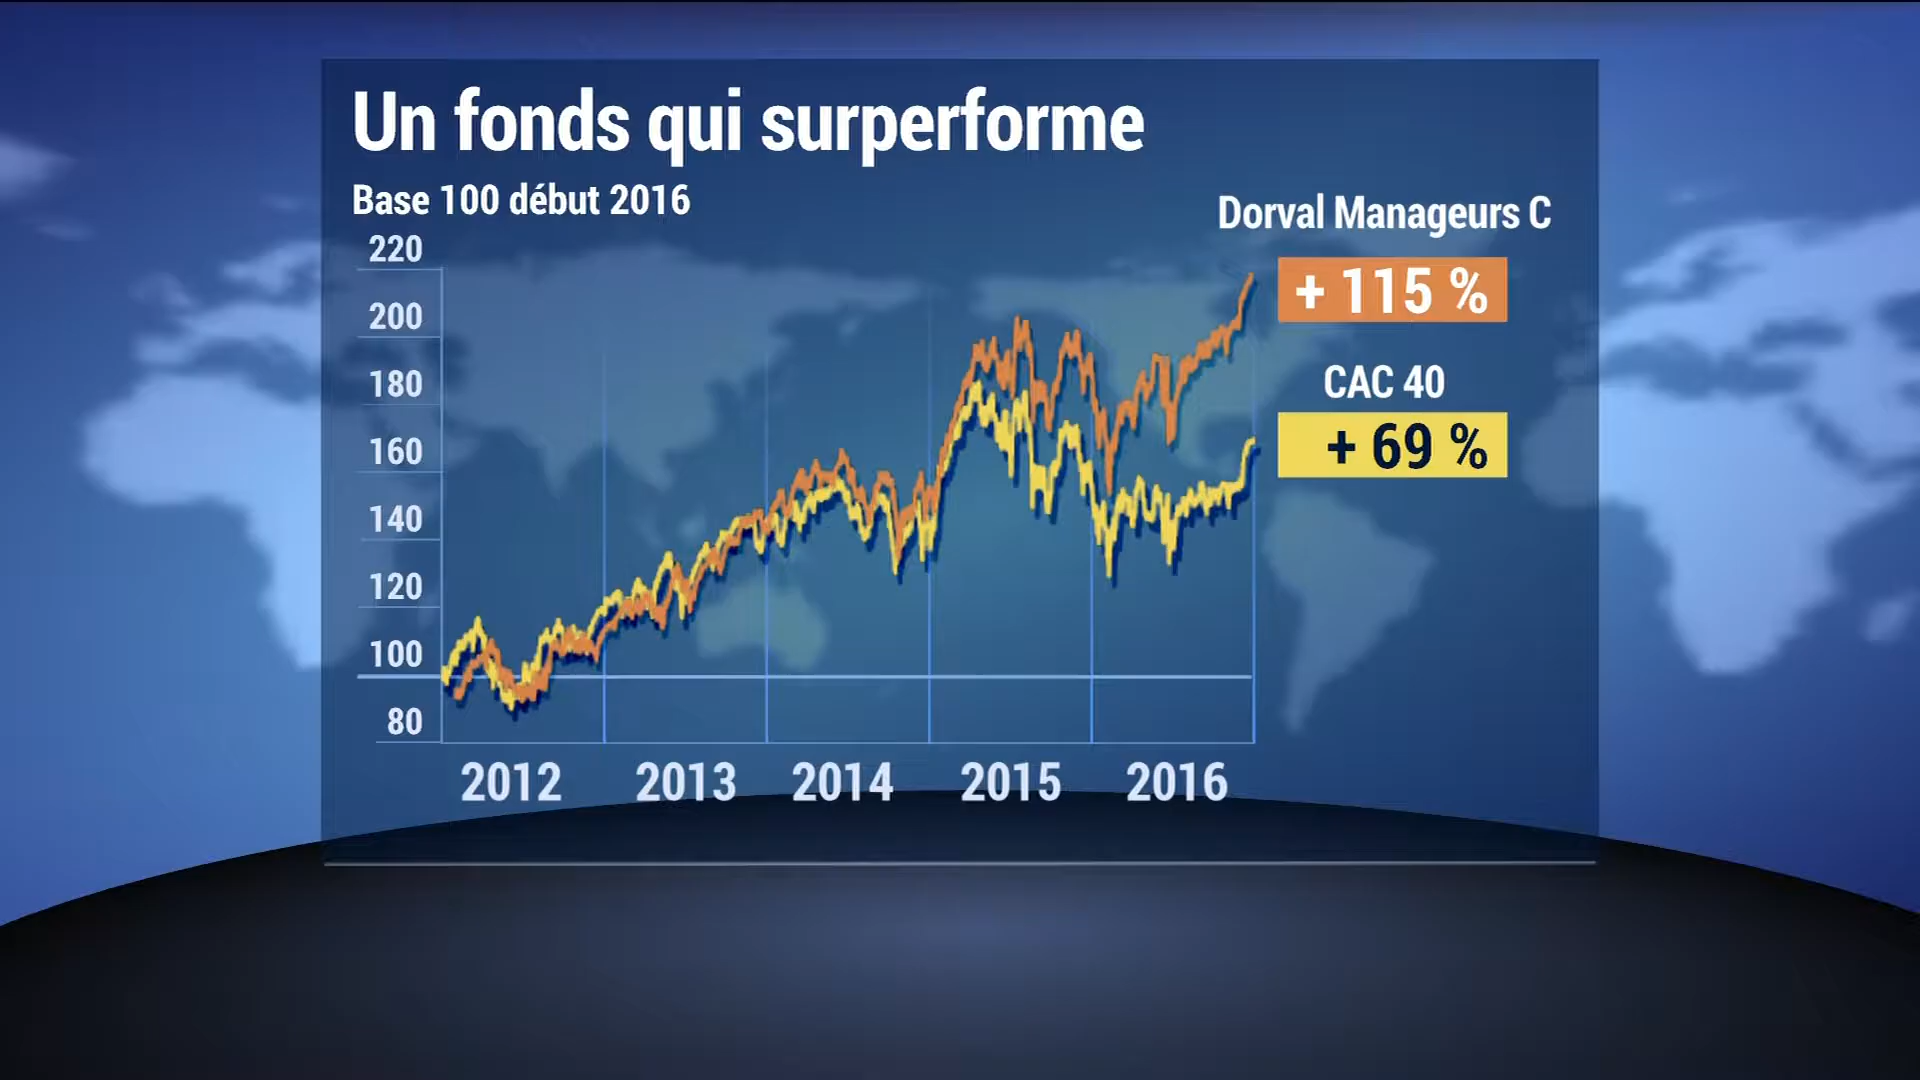 Un fonds qui surperforme
Base 100 début 2016
Dorval Manageurs C
+ 115 %
CAC 40
+ 69 %
220
200
180
160
140
120
100
80
2012 2013 2014 2015 2016